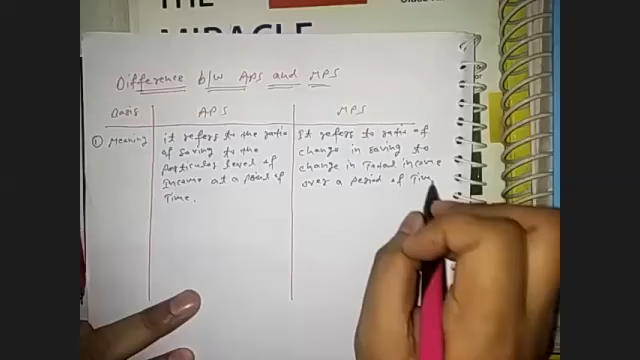 THE
MIRACLE
Difference b/w APS and MPS
Basis APS MPS
① Meaning
it refers to the ratio
of saving to the
particular level of
Income at a point of
Time.
It refers to ratio of
change in saving to
change in Total income
over a period of Tim